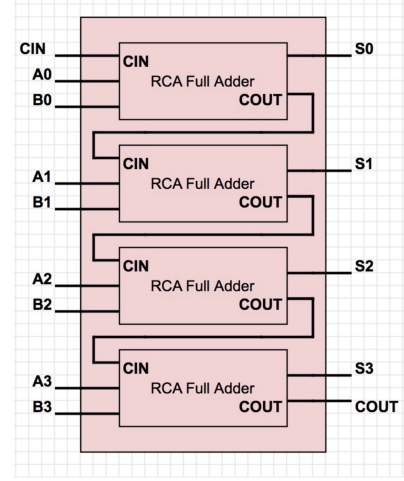 CIN
S0
CIN
A0
RCA Full Adder
B0
COUT
S1
CIN
A1
RCA Full Adder
B1
COUT
S2
CIN
A2
RCA Full Adder
B2
COUT
S3
CIN
A3
RCA Full Adder
B3
COUT
COUT